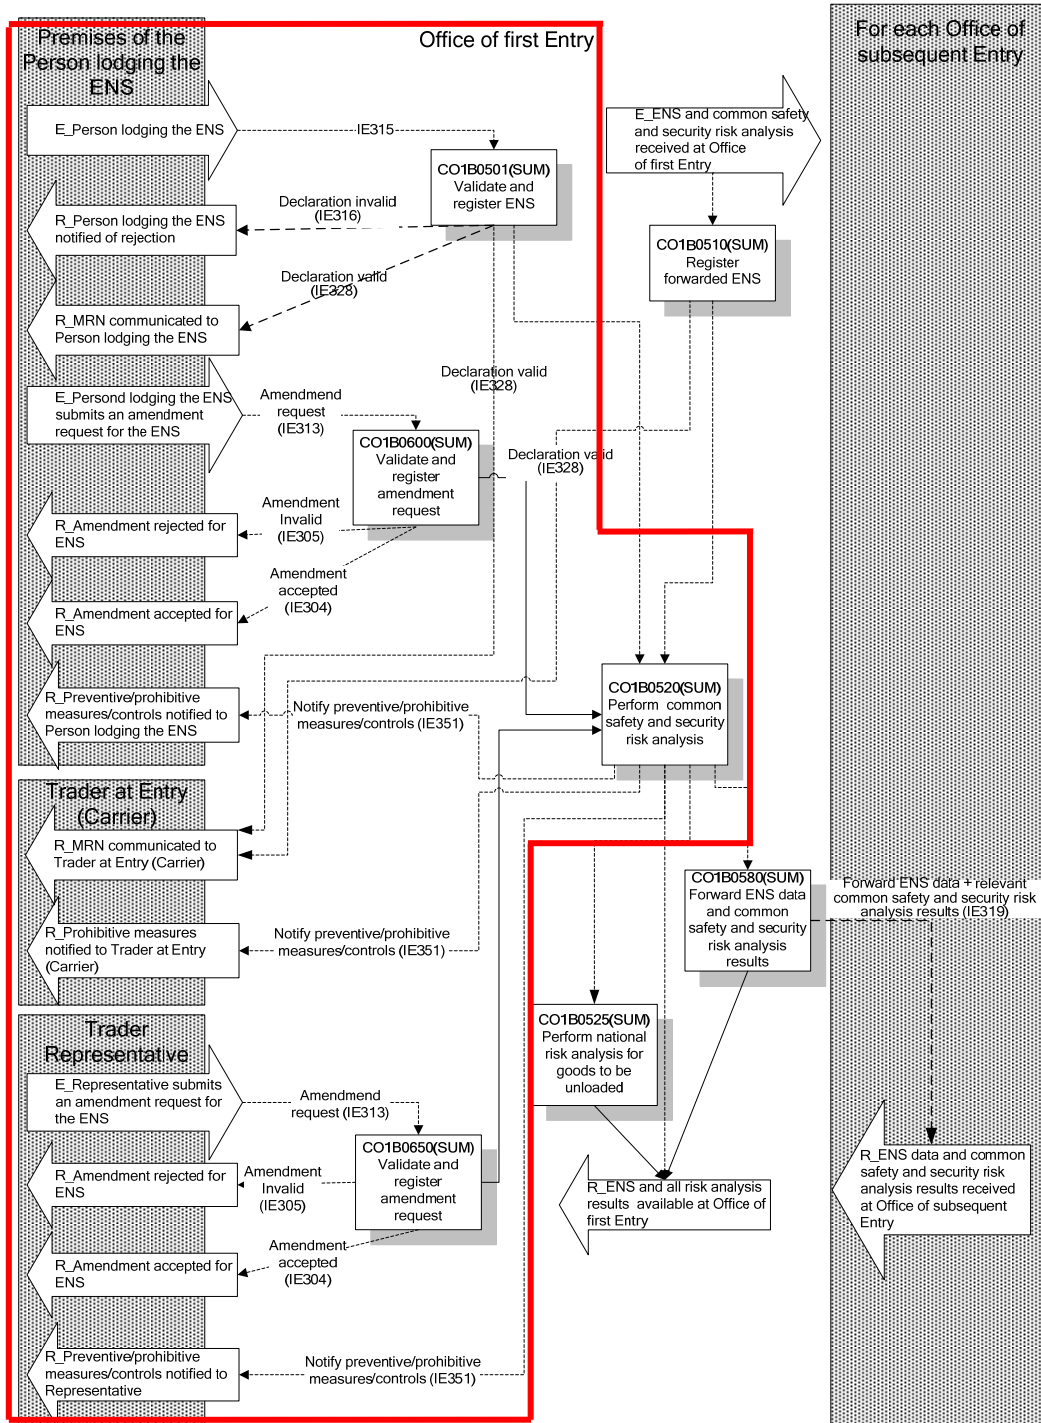 Premises of the
Person lodging the
ENS
Office of first Entry
For each Office of
subsequent Entry
E_Person lodging the ENS
IE315
E_ENS and common safety
and security risk analysis
received at Office
of first Entry
CO1B0501(SUM)
Validate and
register ENS
Declaration invalid
(IE316)
R_Person lodging the ENS
notified of rejection
CO1B0510(SUM)
Register
forwarded ENS
Declaration valid
(IE328)
R_MRN communicated to
Person lodging the ENS
Declaration valid
(IE328)
E_Persond lodging the ENS
submits an amendment
request for the ENS
Amendmend
request
(IE313)
CO1B0600(SUM)
Validate and
register
amendment
request
Declaration valid
(IE328)
Amendment
Invalid
(IE305)
R_Amendment rejected for
ENS
Amendment
accepted
(IE304)
R_Amendment accepted for
ENS
CO1B0520(SUM)
Perform common
safety and security
risk analysis
R_Preventive/prohibitive
measures/controls notified to
Person lodging the ENS
Notify preventive/prohibitive
measures/controls (IE351)
Trader at Entry
(Carrier)
R_MRN communicated to
Trader at Entry (Carrier)
CO1B0580(SUM)
Forward ENS data
and common
safety and security
risk analysis
results
Forward ENS data + relevant
common safety and security risk
analysis results (IE319)
R_Prohibitive measures
notified to Trader at Entry
(Carrier)
Notify preventive/prohibitive
measures/controls (IE351)
CO1B0525(SUM)
Perform national
risk analysis for
goods to be
unloaded
Trader
Representative
E_Representative submits
an amendment request for
the ENS
Amendmend
request (IE313)
CO1B0650(SUM)
Validate and
register
amendment
request
R_Amendment rejected for
ENS
Amendment
Invalid
(IE305)
R_ENS and all risk analysis
results available at Office of
first Entry
R_ENS data and common
safety and security risk
analysis results received
at Office of subsequent
Entry
Amendment
accepted
(IE304)
R_Amendment accepted for
ENS
R_Preventive/prohibitive
measures/controls notified to
Representative
Notify preventive/prohibitive
measures/controls (IE351)